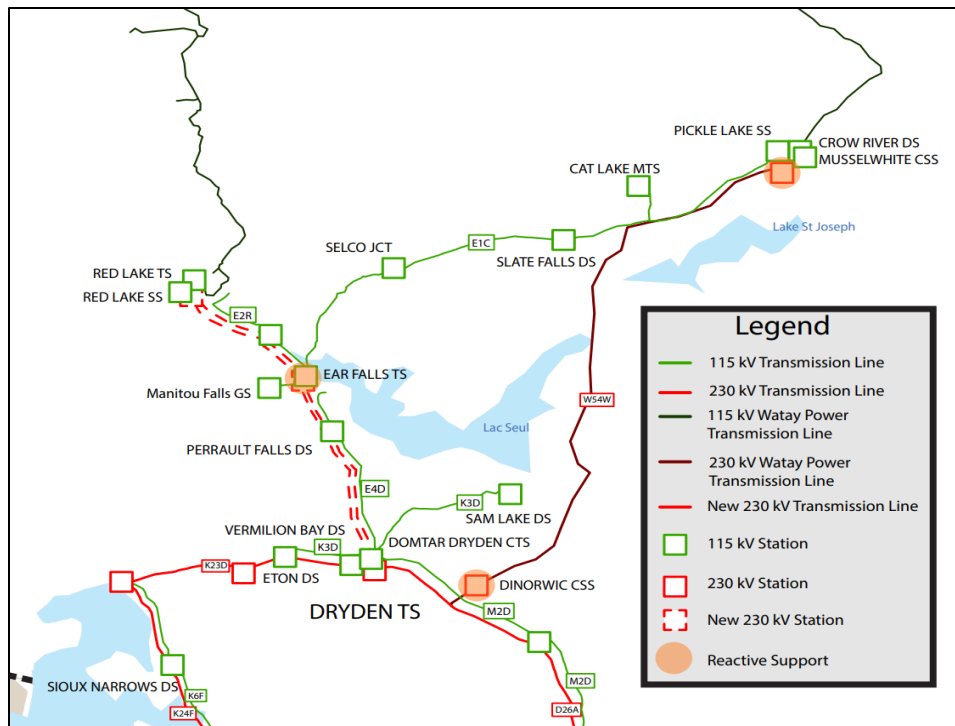 PICKLE LAKE SS
CROW RIVER DS
MUSSELWHITE CSS
CAT LAKE MTS
Lake St Joseph
SELCO JCT
E1C
SLATE FALLS DS
RED LAKE TS
RED LAKE SS
E2R
EAR FALLS TS
Manitou Falls GS
Lac Seul
W54W
PERRAULT FALLS DS
E4D
K3D
SAM LAKE DS
VERMILION BAY DS
K3D
DOMTAR DRYDEN CTS
K23D
ETON DS
DINORWIC CSS
DRYDEN TS
M2D
SIOUX NARROWS DS
K6F
K24F
M2D
D26A
Legend
115 kV Transmission Line
230 kV Transmission Line
115 kV Watay Power
Transmission Line
230 kV Watay Power
Transmission Line
New 230 kV Transmission Line
115 kV Station
230 kV Station
New 230 kV Station
Reactive Support